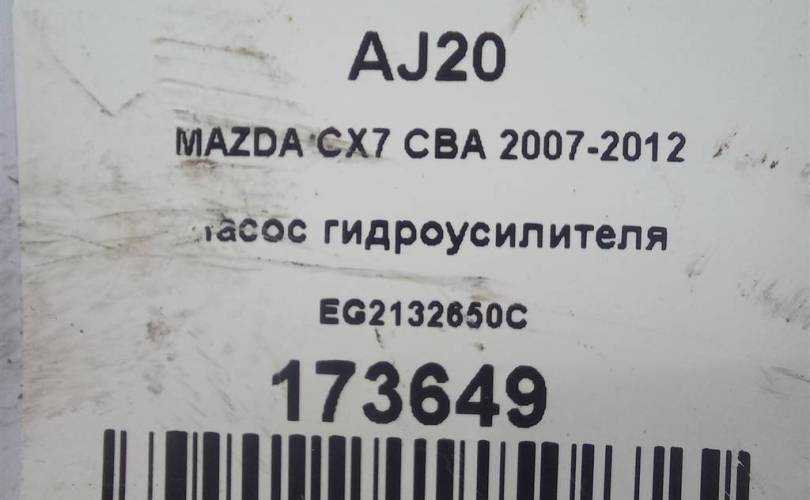 AJ20
MAZDA CX7 CBA 2007-2012
насос гидроусилителя
EG2132650C
173649